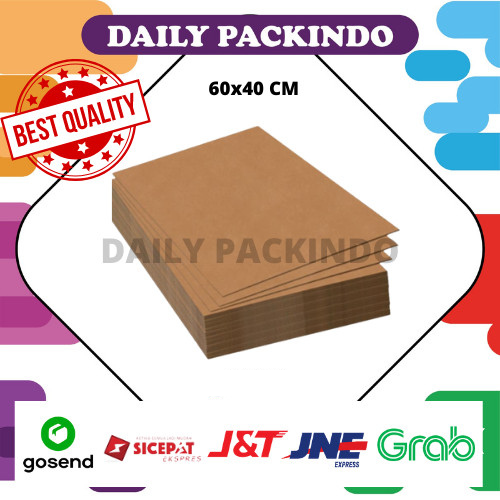 DAILY PACKINDO
60x40 CM
BEST QUALITY
DAILY PACKINDO
gosend
SICEPAT
EKSPRES
J&T
JNE
EXPRESS
Grab